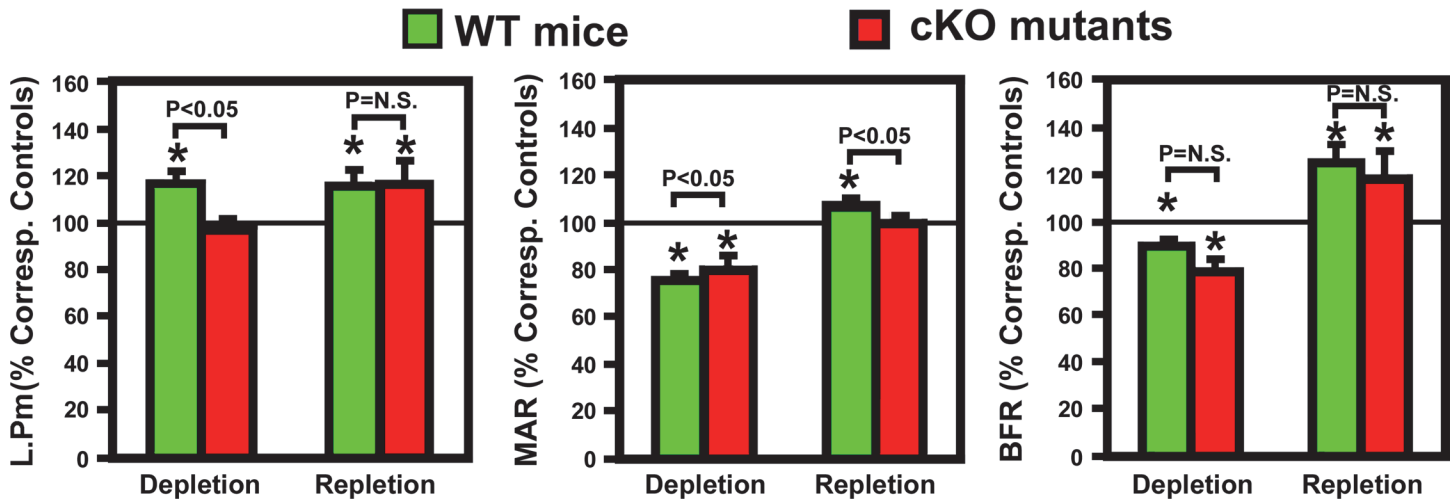 WT mice
cKO mutants
L.Pm(% Corresp. Controls)
160
140
120
100
80
60
40
20
0
P<0.05
*
P=N.S.
* *
Depletion Repletion
MAR (% Corresp. Controls)
160
140
120
100
80
60
40
20
0
P<0.05
* *
P<0.05
*
Depletion Repletion
BFR (% Corresp. Controls)
160
140
120
100
80
60
40
20
0
P=N.S.
* *
P=N.S.
* *
Depletion Repletion